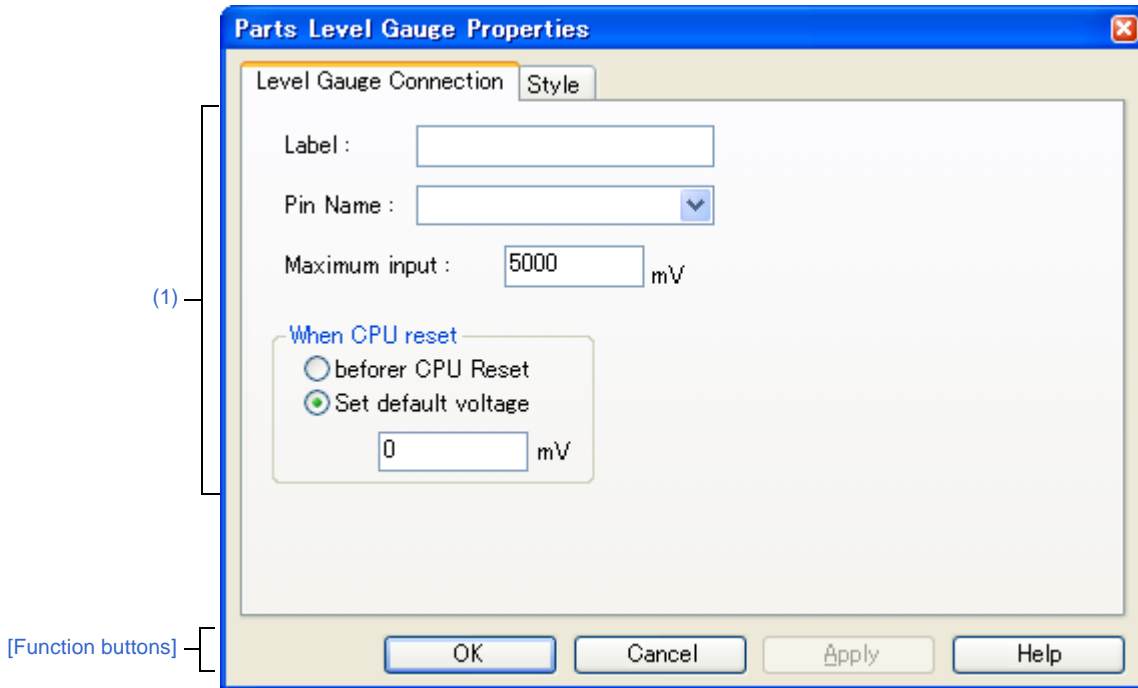 Parts Level Gauge Properties
Level Gauge Connection Style
Label :
Pin Name :
Maximum input : 5000 mV
(1)
When CPU reset
beforer CPU Reset
Set default voltage
0 mV
[Function buttons]
OK Cancel Apply Help